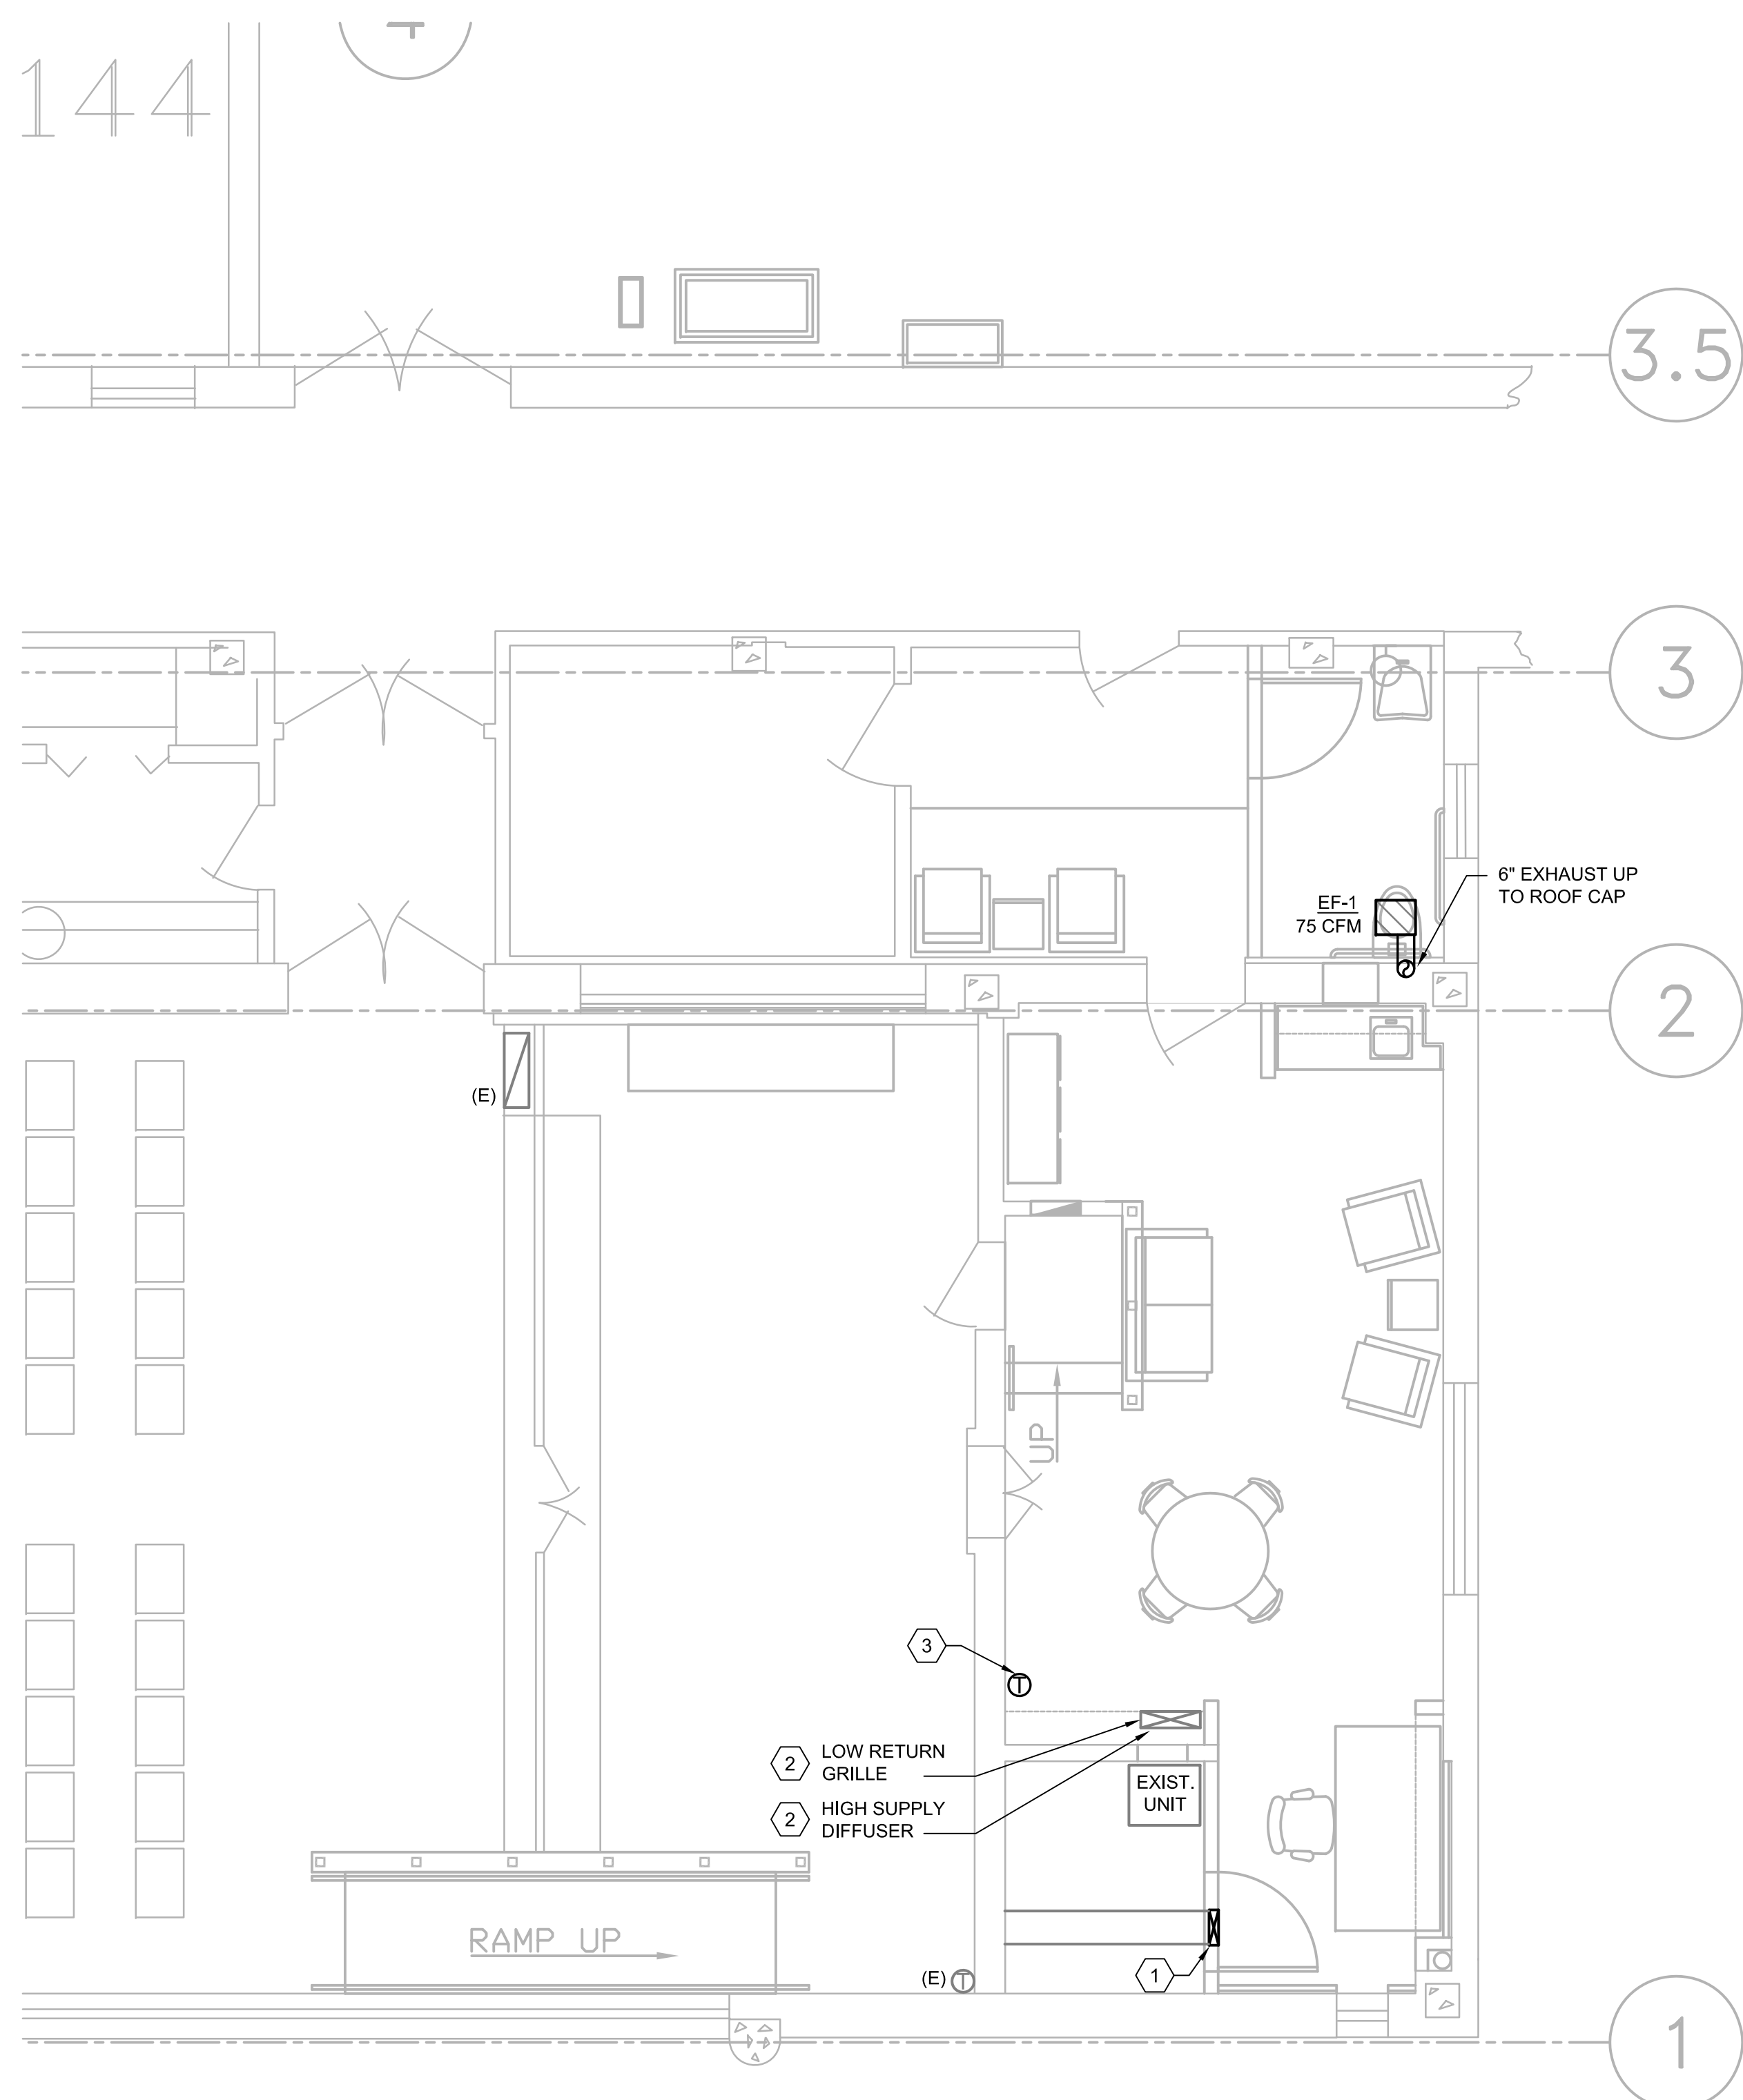 4
144
3.5
3
6" EXHAUST UP
TO ROOF CAP
EF-1
75 CFM
2
(E)
UP
3
T
2 LOW RETURN
GRILLE
EXIST.
UNIT
2 HIGH SUPPLY
DIFFUSER
RAMP UP
(E) T
1
1